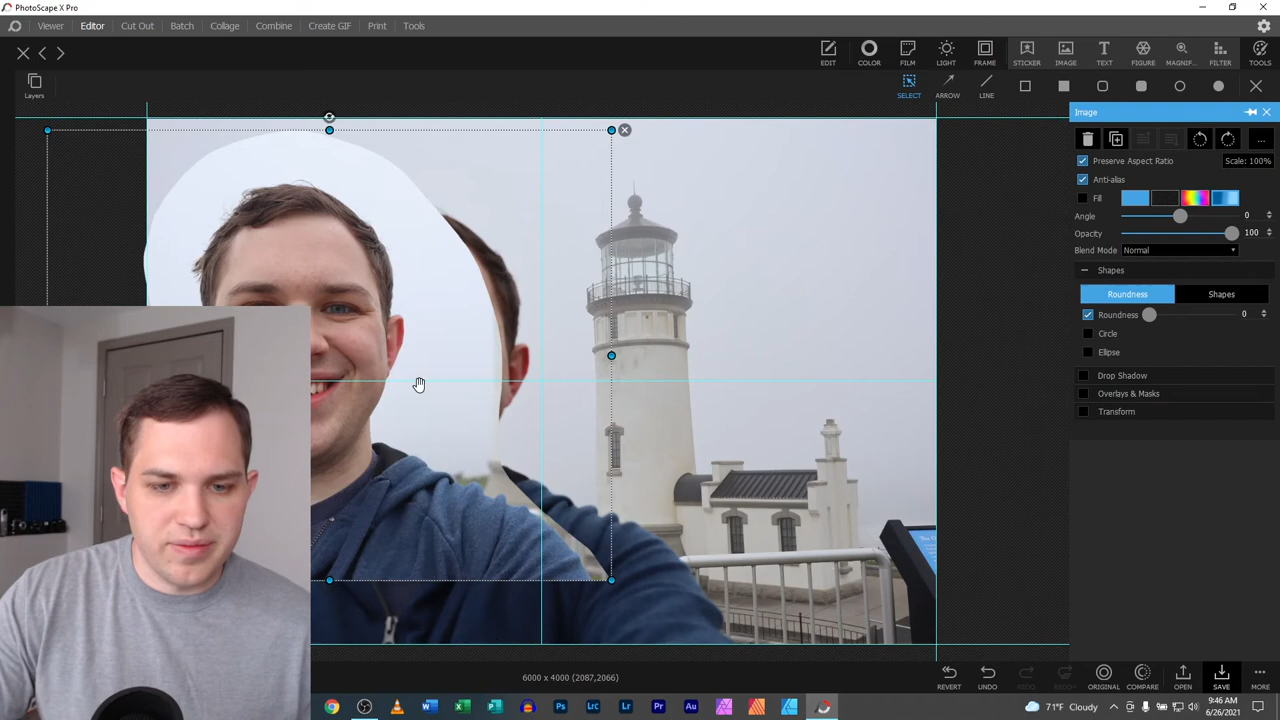 PhotoScape X Pro
Viewer Editor Cut Out Batch Collage Combine Create GIF Print Tools
EDIT COLOR FILM LIGHT FRAME STICKER IMAGE TEXT FIGURE MAGNIF... FILTER TOOLS
Layers SELECT ARROW LINE
Image
...
Preserve Aspect Ratio Scale: 100%
Anti-alias
Fill
Angle 0
Opacity 100
Blend Mode Normal
Shapes
Roundness Shapes
Roundness 0
Circle
Ellipse
Drop Shadow
Overlays & Masks
Transform
6000 x 4000 (2087,2066)
REVERT UNDO REDO REDO+ ORIGINAL COMPARE OPEN SAVE MORE
71°F Cloudy
9:46 AM
6/26/2021